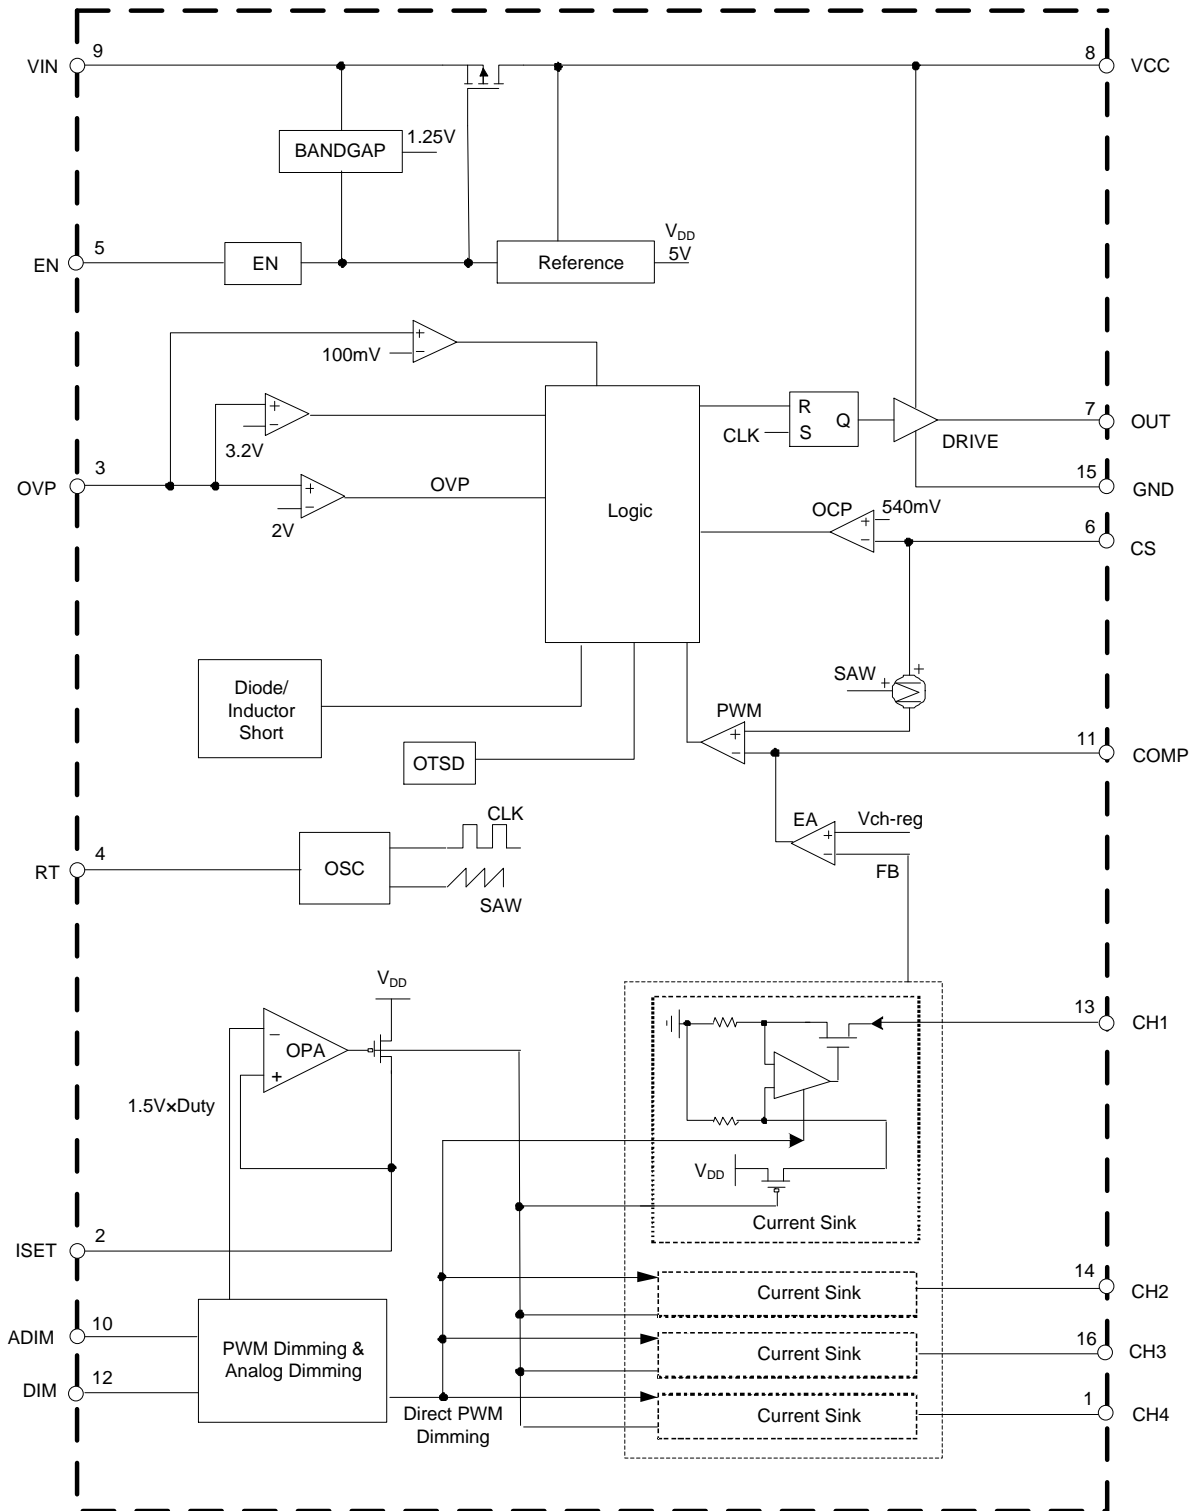 9
8
VIN
VCC
1.25V
BANDGAP
V_DD
5
5V
EN
EN
Reference
+
−
100mV
+
−
3.2V
R
S
Q
CLK
7
OUT
DRIVE
3
OVP
+
−
2V
OVP
Logic
15
GND
OCP
540mV
+
−
6
CS
SAW
+
+
Diode/
Inductor
Short
PWM
+
−
11
COMP
OTSD
CLK
EA
Vch-reg
+
−
FB
4
RT
OSC
SAW
V_DD
−
OPA
+
13
CH1
1.5V×Duty
V_DD
Current Sink
2
ISET
14
Current Sink
CH2
10
ADIM
PWM Dimming &
Analog Dimming
16
Current Sink
CH3
12
DIM
Direct PWM
Dimming
1
Current Sink
CH4